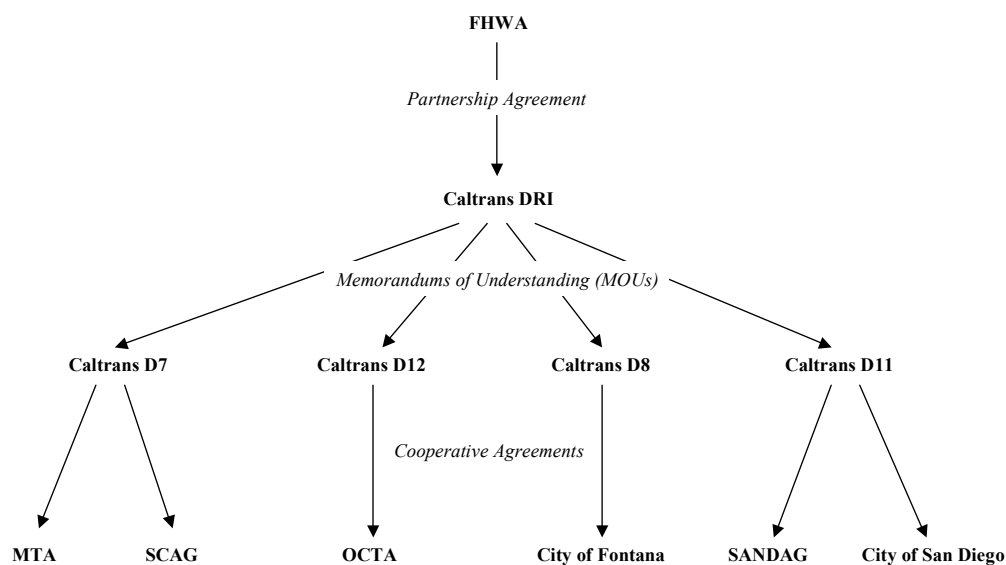 FHWA
Partnership Agreement
Caltrans DRI
Memorandums of Understanding (MOUs)
Caltrans D7 Caltrans D12 Caltrans D8 Caltrans D11
Cooperative Agreements
MTA SCAG OCTA City of Fontana SANDAG City of San Diego